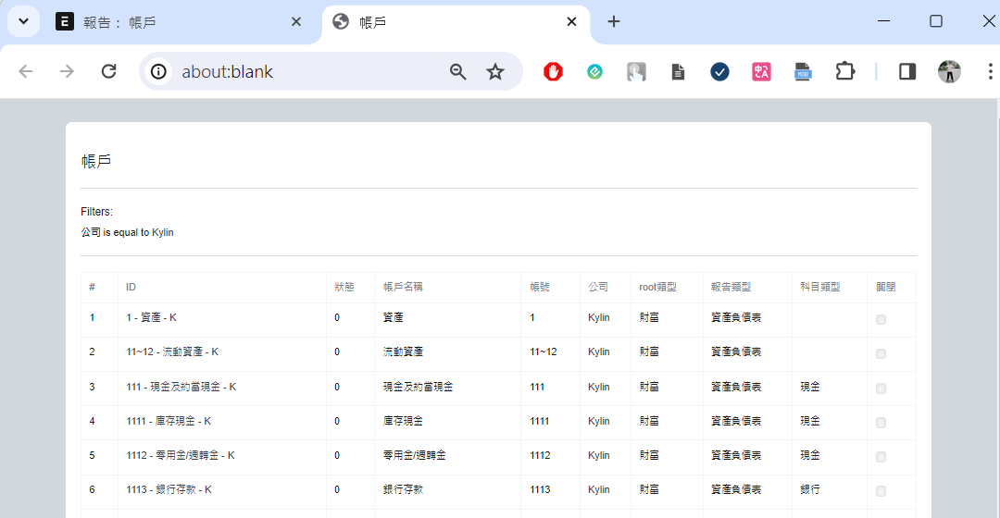 E 報告： 帳戶
帳戶
about:blank
帳戶
Filters:
公司 is equal to Kylin
# ID 狀態 帳戶名稱 帳號 公司 root類型 報告類型 科目類型 關閉
1 1 - 資產 - K 0 資產 1 Kylin 財富 資產負債表
2 11~12 - 流動資產 - K 0 流動資產 11~12 Kylin 財富 資產負債表
3 111 - 現金及約當現金 - K 0 現金及約當現金 111 Kylin 財富 資產負債表 現金
4 1111 - 庫存現金 - K 0 庫存現金 1111 Kylin 財富 資產負債表 現金
5 1112 - 零用金/週轉金 - K 0 零用金/週轉金 1112 Kylin 財富 資產負債表 現金
6 1113 - 銀行存款 - K 0 銀行存款 1113 Kylin 財富 資產負債表 銀行